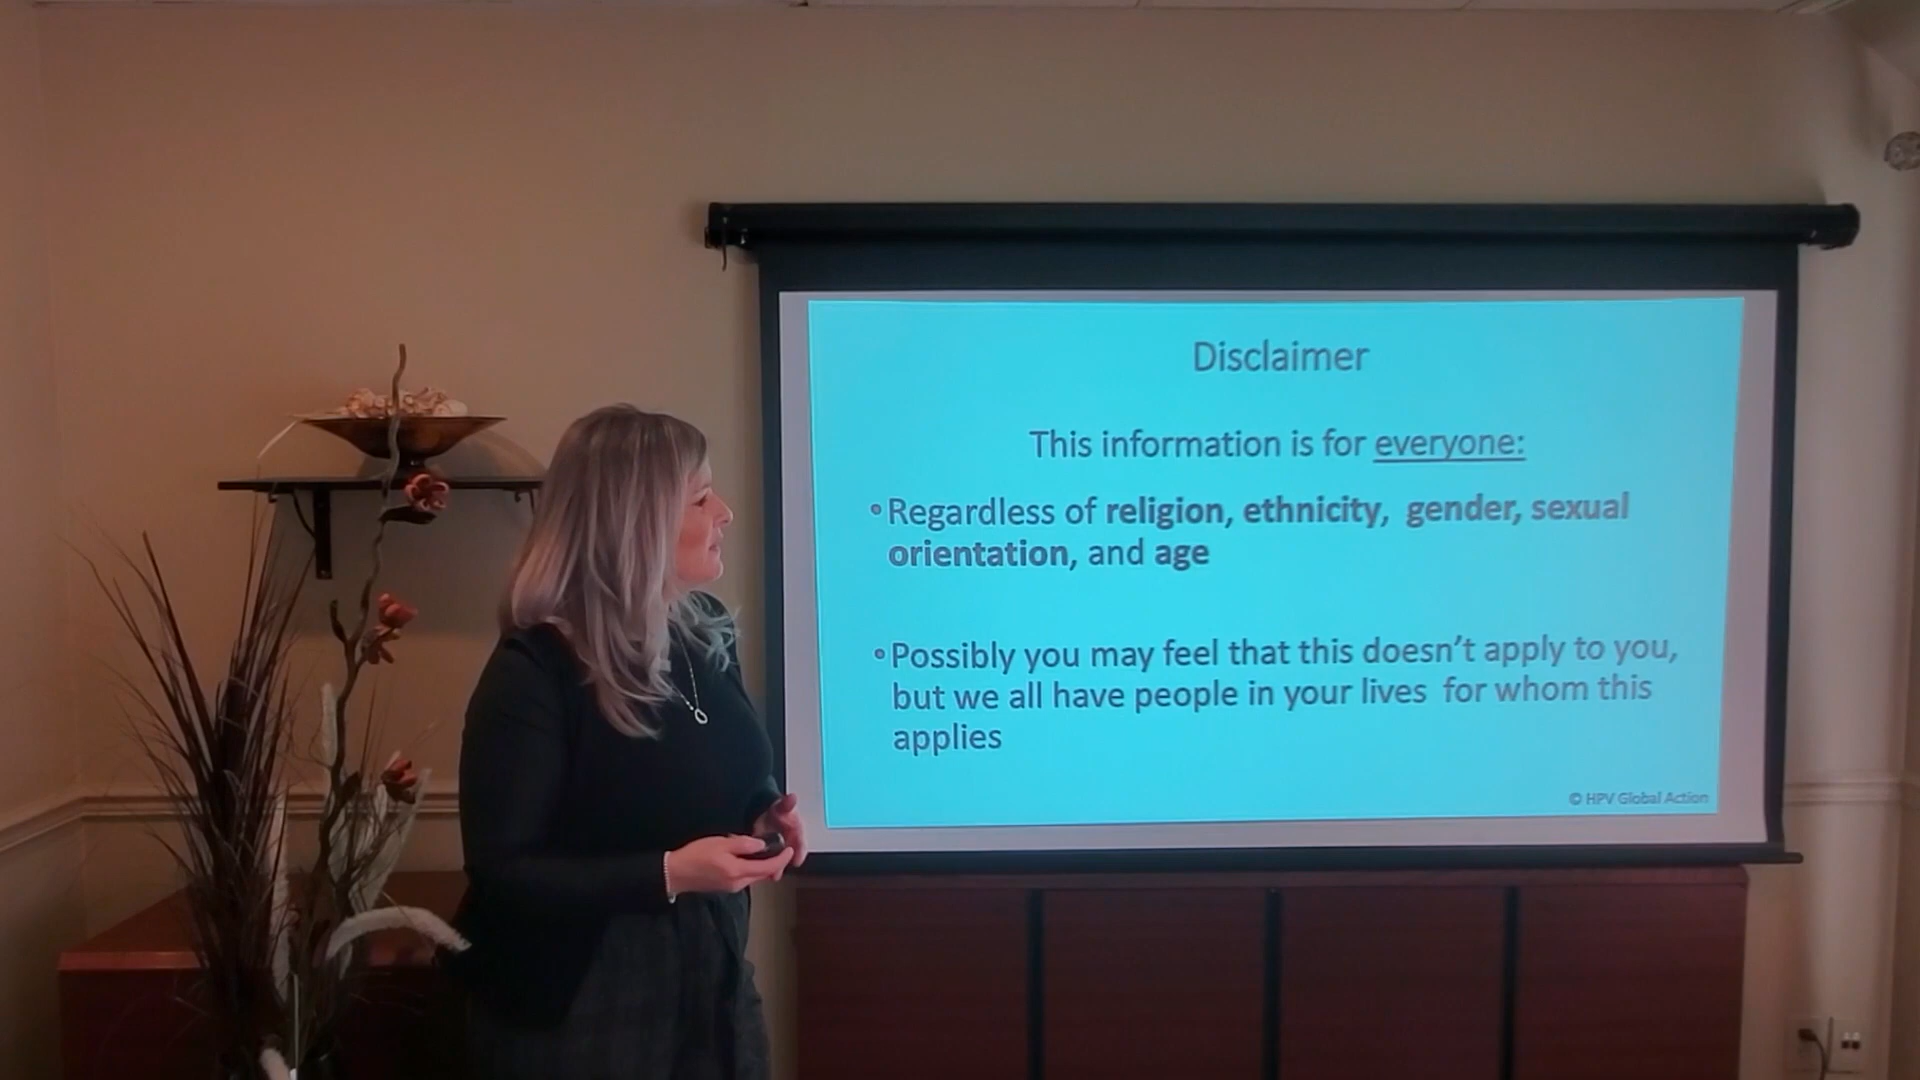 Disclaimer
This information is for everyone:
•Regardless of religion, ethnicity, gender, sexual
orientation, and age
•Possibly you may feel that this doesn't apply to you,
but we all have people in your lives for whom this
applies
© HPV Global Action